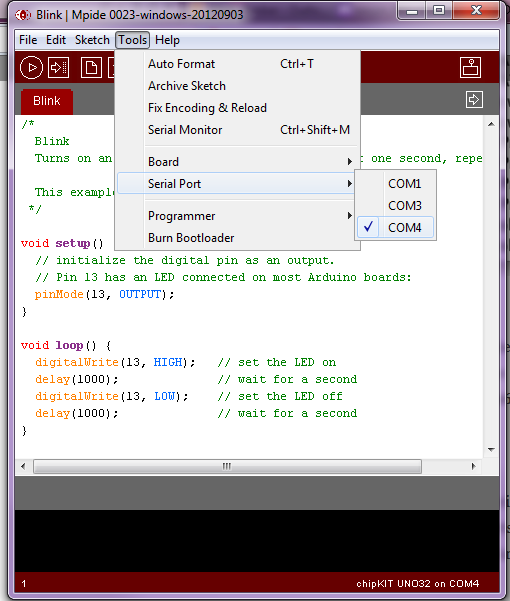 Blink | Mpide 0023-windows-20120903
File Edit Sketch Tools Help
Auto Format Ctrl+T
Archive Sketch
Fix Encoding & Reload
Serial Monitor Ctrl+Shift+M
Board
Serial Port
Programmer
Burn Bootloader
COM1
COM3
✓ COM4
Blink
/*
Blink
Turns on an t one second, repe
This example
*/
void setup()
// initialize the digital pin as an output.
// Pin 13 has an LED connected on most Arduino boards:
pinMode(13, OUTPUT);
}
void loop() {
digitalWrite(13, HIGH); // set the LED on
delay(1000); // wait for a second
digitalWrite(13, LOW); // set the LED off
delay(1000); // wait for a second
}
1 chipKIT UNO32 on COM4